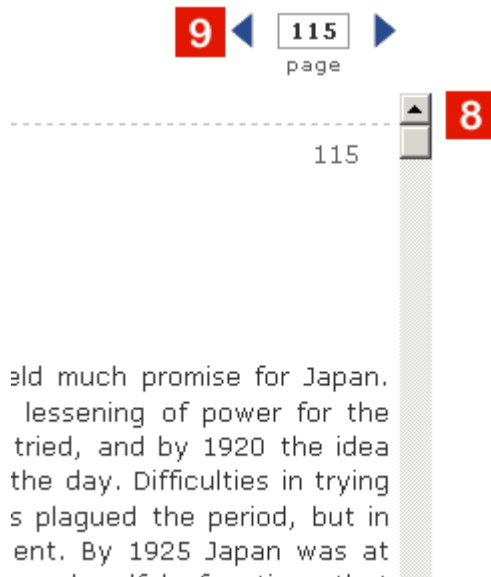 9 115
page
8
115
eld much promise for Japan.
lessening of power for the
tried, and by 1920 the idea
the day. Difficulties in trying
s plagued the period, but in
ent. By 1925 Japan was at